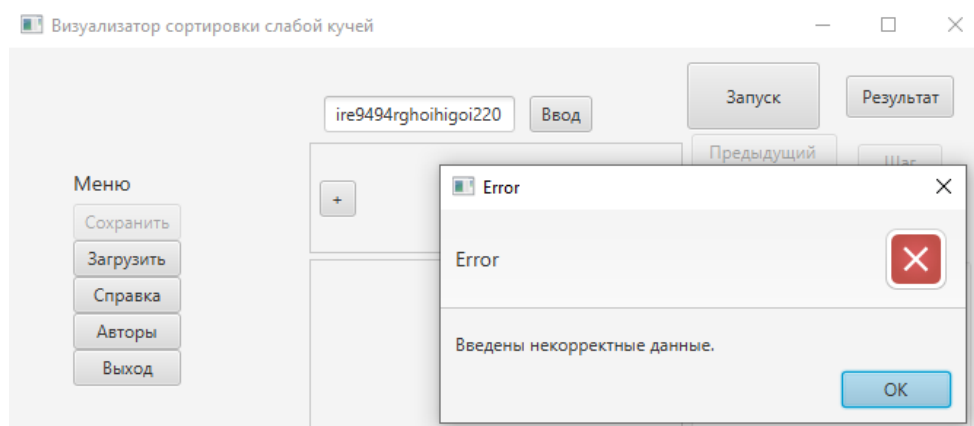 Визуализатор сортировки слабой кучей
ire9494rghoihigoi220
Ввод
Запуск
Результат
Предыдущий
Шаг
Меню
+
Сохранить
Загрузить
Справка
Авторы
Выход
Error
Error
Введены некорректные данные.
OK